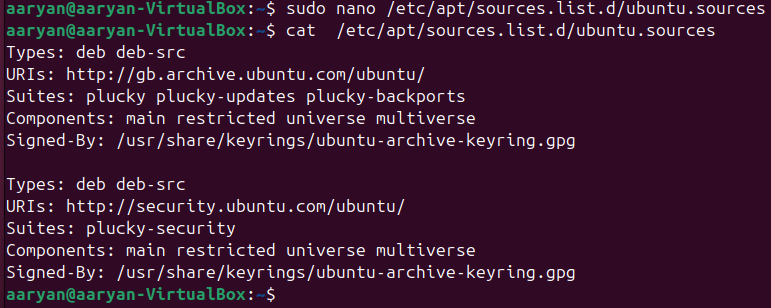 aaryan@aaryan-VirtualBox:~$ sudo nano /etc/apt/sources.list.d/ubuntu.sources
aaryan@aaryan-VirtualBox:~$ cat  /etc/apt/sources.list.d/ubuntu.sources
Types: deb deb-src
URIs: http://gb.archive.ubuntu.com/ubuntu/
Suites: plucky plucky-updates plucky-backports
Components: main restricted universe multiverse
Signed-By: /usr/share/keyrings/ubuntu-archive-keyring.gpg

Types: deb deb-src
URIs: http://security.ubuntu.com/ubuntu/
Suites: plucky-security
Components: main restricted universe multiverse
Signed-By: /usr/share/keyrings/ubuntu-archive-keyring.gpg
aaryan@aaryan-VirtualBox:~$